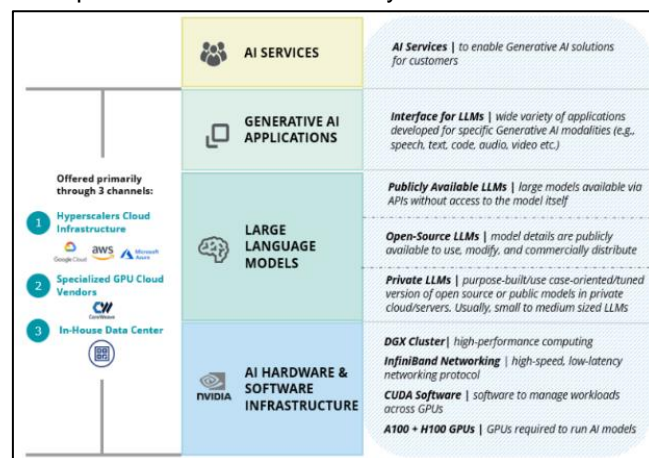 AI SERVICES
AI Services | to enable Generative AI solutions
for customers
GENERATIVE AI
APPLICATIONS
Interface for LLMs | wide variety of applications
developed for specific Generative AI modalities (e.g.,
speech, text, code, audio, video etc.)
Offered primarily
through 3 channels:
1 Hyperscalers Cloud
Infrastructure
Google Cloud aws Microsoft
Azure
2 Specialized GPU Cloud
Vendors
CoreWeave
3 In-House Data Center
LARGE
LANGUAGE
MODELS
Publicly Available LLMs | large models available via
APIs without access to the model itself
Open-Source LLMs | model details are publicly
available to use, modify, and commercially distribute
Private LLMs | purpose-built/use case-oriented/tuned
version of open source or public models in private
cloud/servers. Usually, small to medium sized LLMs
NVIDIA
AI HARDWARE &
SOFTWARE
INFRASTRUCTURE
DGX Cluster| high-performance computing
InfiniBand Networking | high-speed, low-latency
networking protocol
CUDA Software | software to manage workloads
across GPUs
A100 + H100 GPUs | GPUs required to run AI models